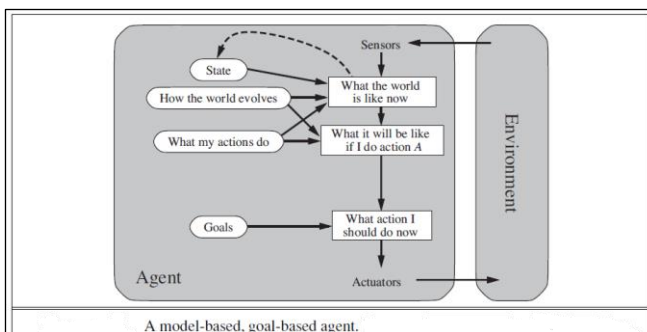 Sensors
State
What the world
is like now
How the world evolves
What it will be like
if I do action A
What my actions do
Environment
What action I
should do now
Goals
Agent
Actuators
A model-based, goal-based agent.